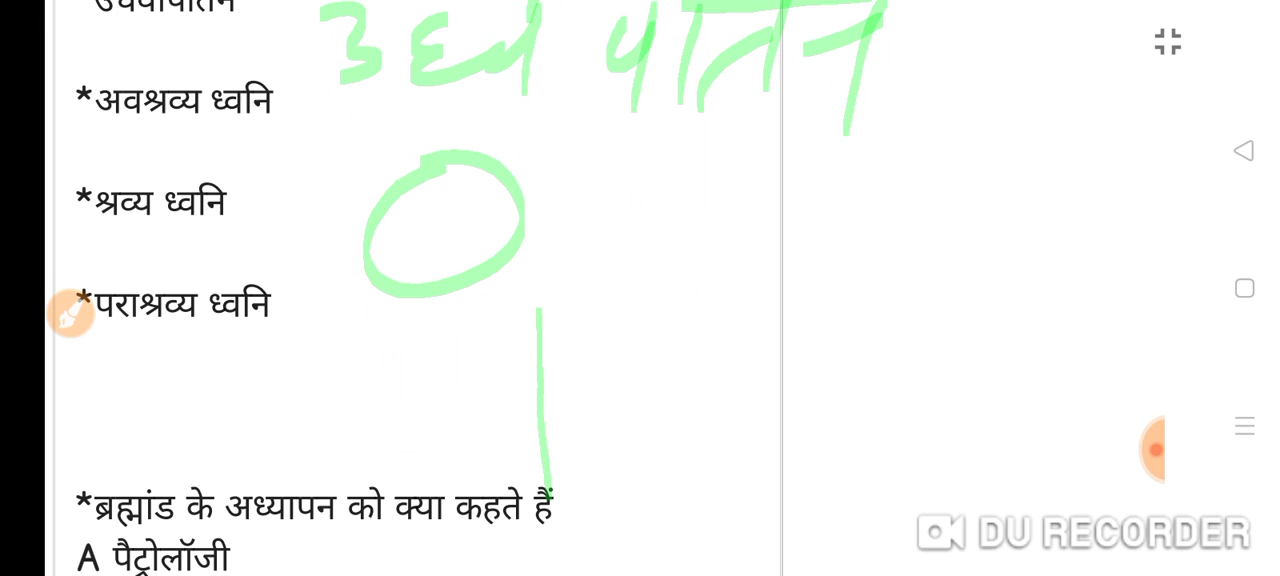 *अवश्रव्य ध्वनि
*श्रव्य ध्वनि
*पराश्रव्य ध्वनि
*ब्रह्मांड के अध्यापन को क्या कहते हैं
A पैट्रोलॉजी
DU RECORDER